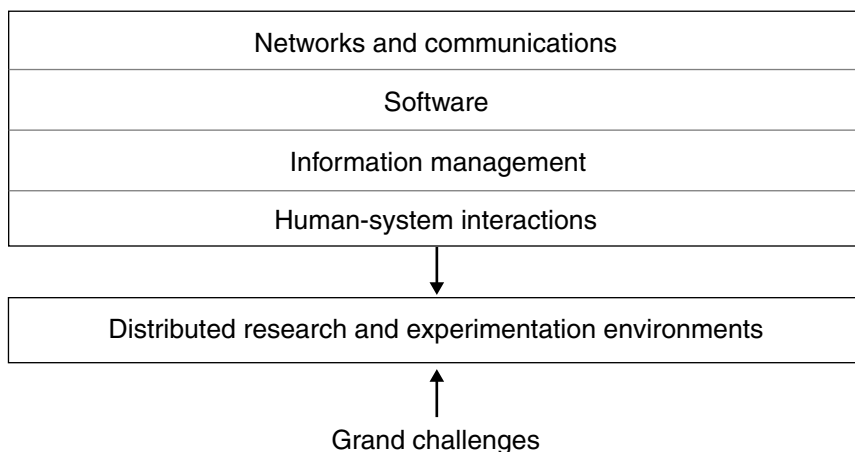 Networks and communications
Software
Information management
Human-system interactions
Distributed research and experimentation environments
Grand challenges